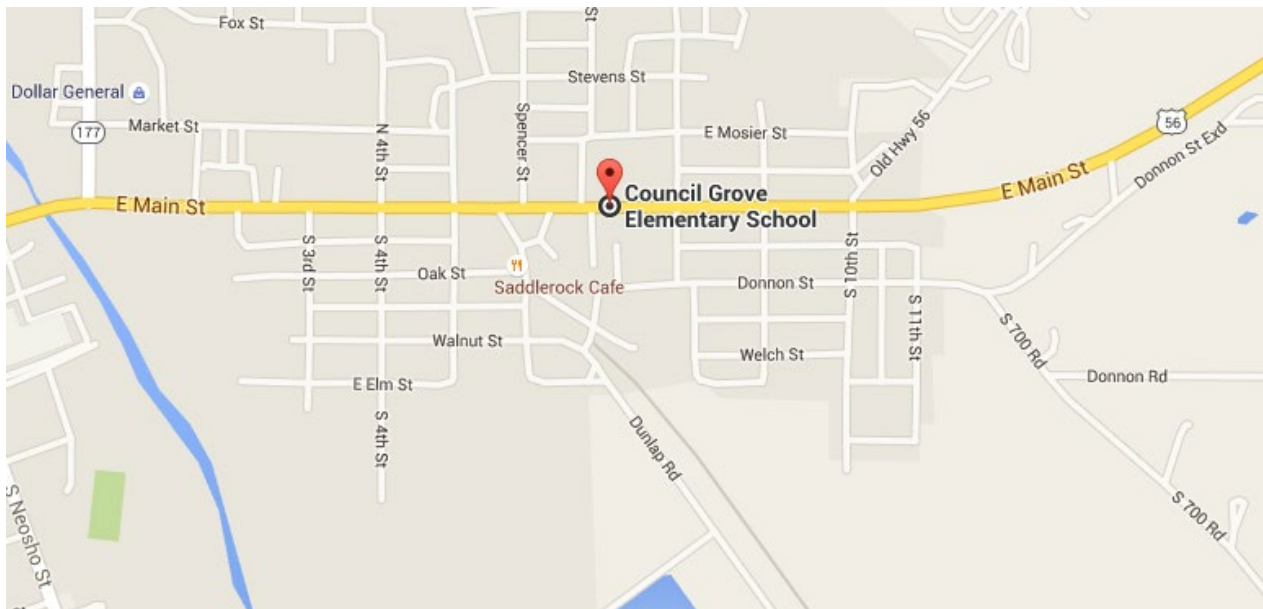 Fox St
St
Stevens St
Dollar General
Spencer St
56
177
Market St
N 4th St
E Mosier St
Old Hwy 56
Donnon St Exd
E Main St
Council Grove
Elementary School
E Main St
S 3rd St
S 4th St
S 10th St
Oak St
Saddlerock Cafe
Donnon St
S 11th St
Walnut St
Welch St
S 700 Rd
E Elm St
Donnon Rd
S 4th St
Dunlap Rd
S Neosho St
S 700 Rd